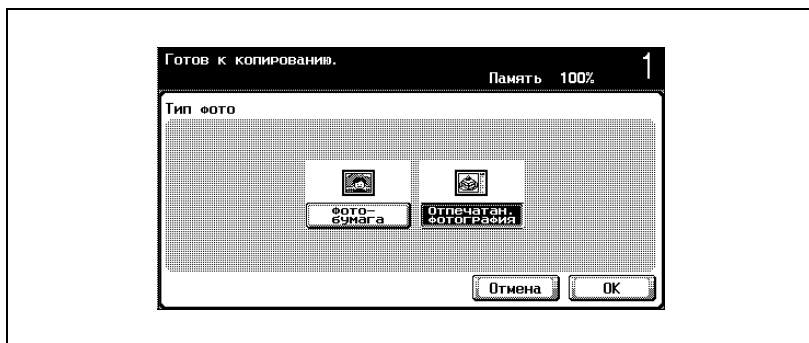 Готов к копированию.
Память 100% 1
Тип фото
Фото-
бумага
Отпечатан.
фотография
Отмена OK